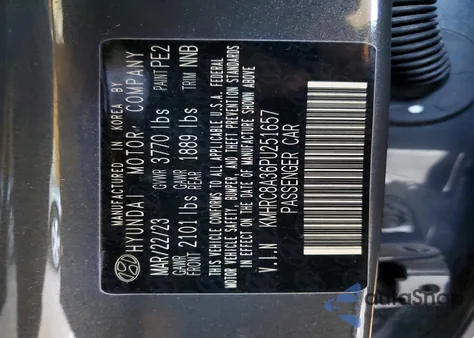 MANUFACTURED IN KOREA BY
HYUNDAI MOTOR COMPANY
MAR/22/23 GVWR 3770 lbs PAINT PE2
GAWR FRONT 2101 lbs GAWR REAR 1889 lbs TRIM NNB
THIS VEHICLE CONFORMS TO ALL APPLICABLE U.S.A. FEDERAL
MOTOR VEHICLE SAFETY, BUMPER, AND THEFT PREVENTION STANDARDS
IN EFFECT ON THE DATE OF MANUFACTURE SHOWN ABOVE
V.I.N KMHRC8A36PU251657
PASSENGER CAR
autoSnap